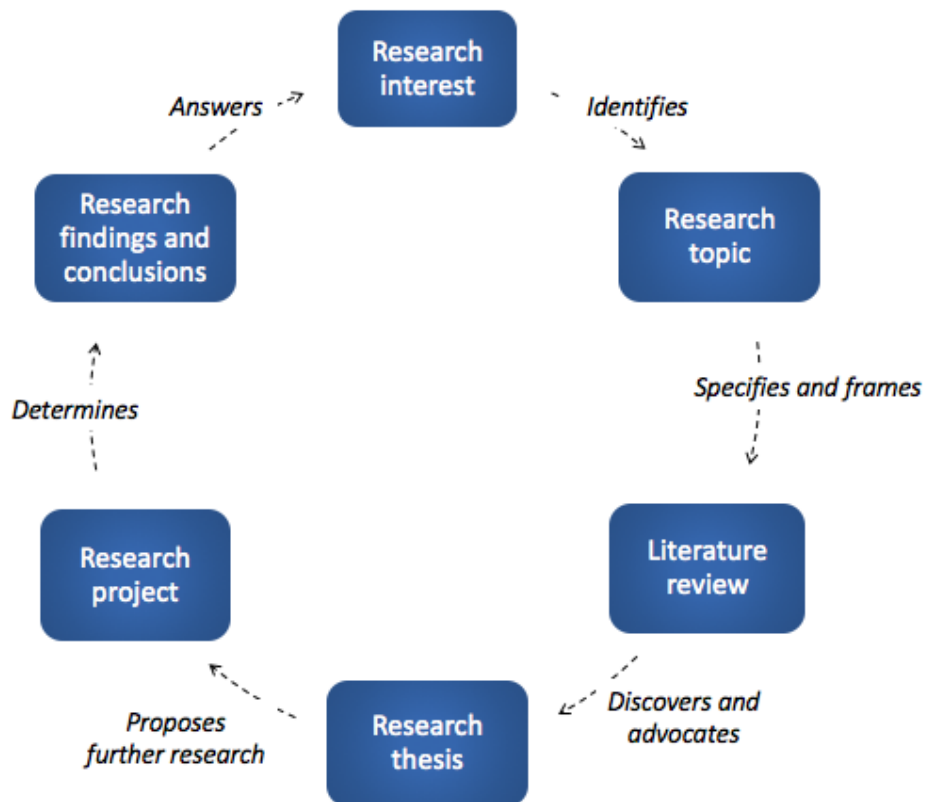 Research
interest
Answers
Identifies
Research
findings and
conclusions
Research
topic
Determines
Specifies and frames
Research
project
Literature
review
Proposes
further research
Research
thesis
Discovers and
advocates